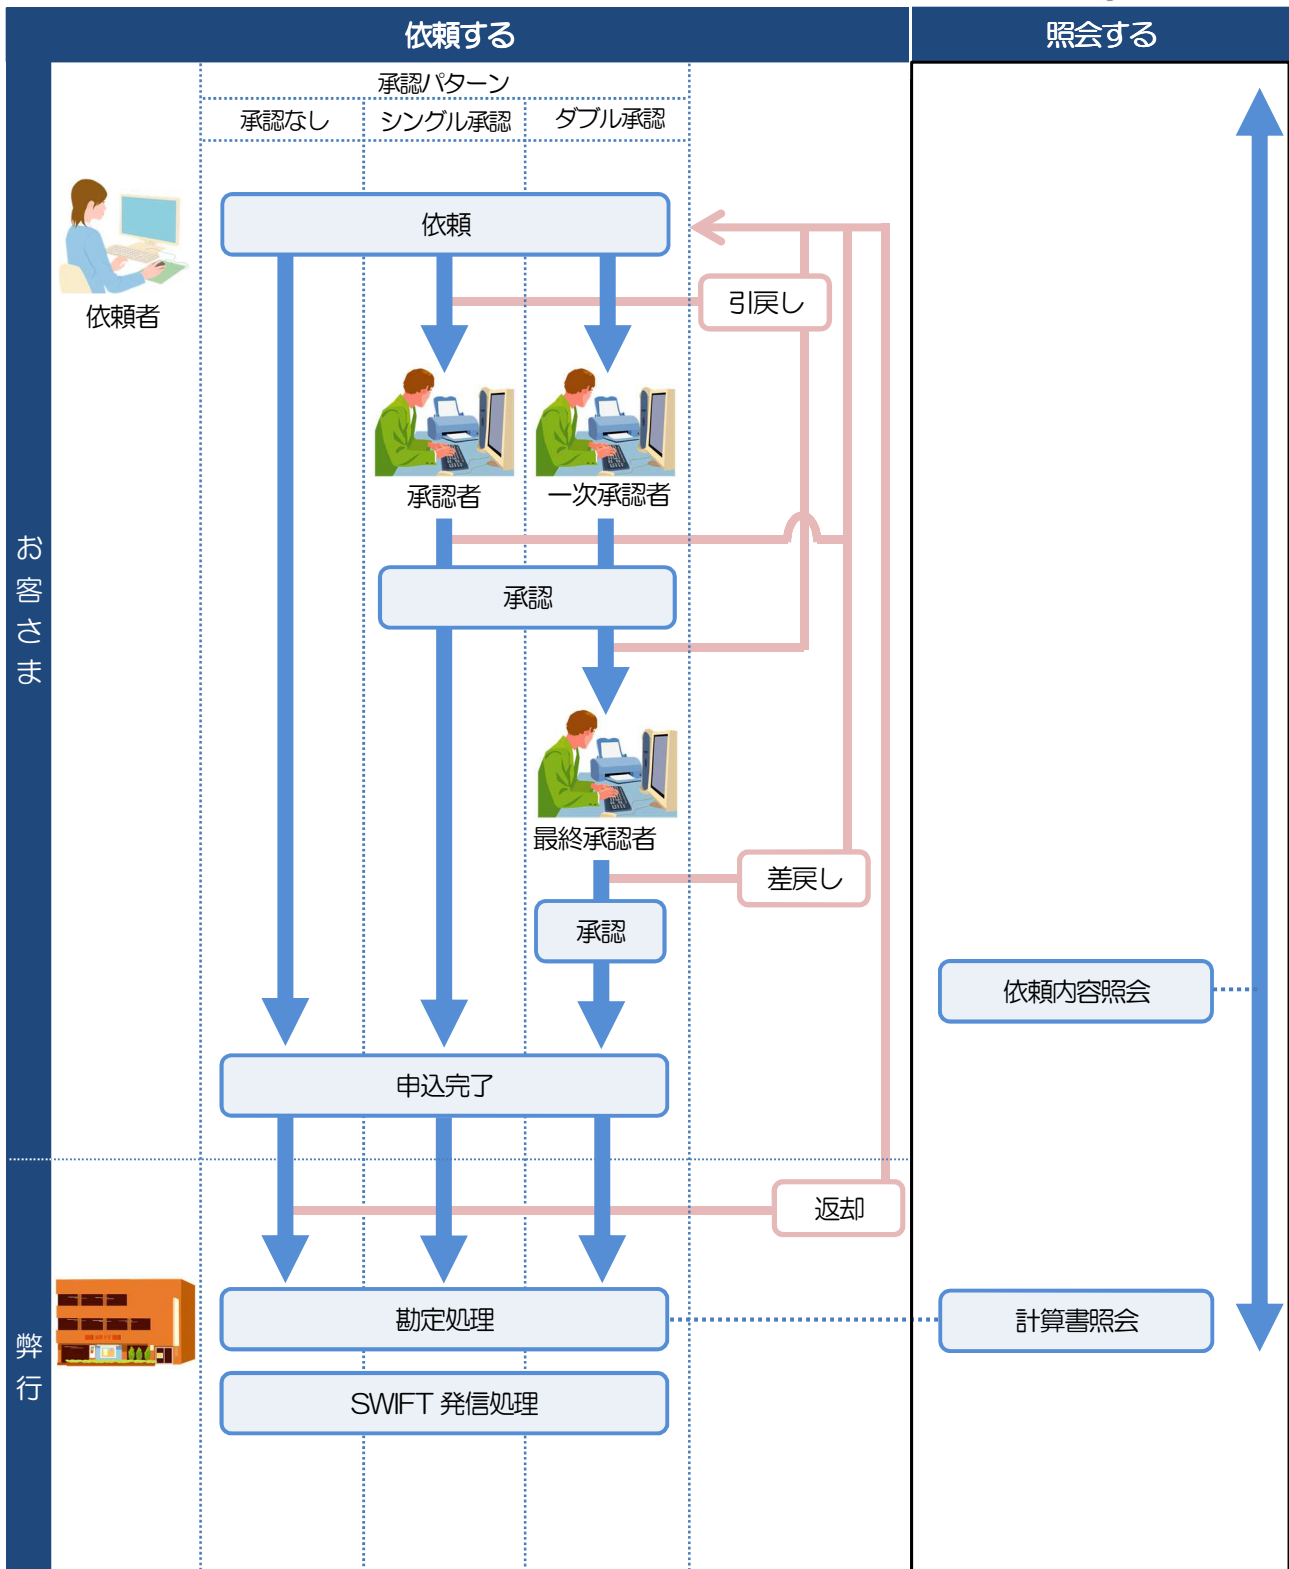 依頼する
照会する
承認パターン
承認なし
シングル承認
ダブル承認
依頼
依頼者
引戻し
承認者
一次承認者
お客さま
承認
最終承認者
差戻し
承認
依頼内容照会
申込完了
返却
勘定処理
計算書照会
弊行
SWIFT 発信処理